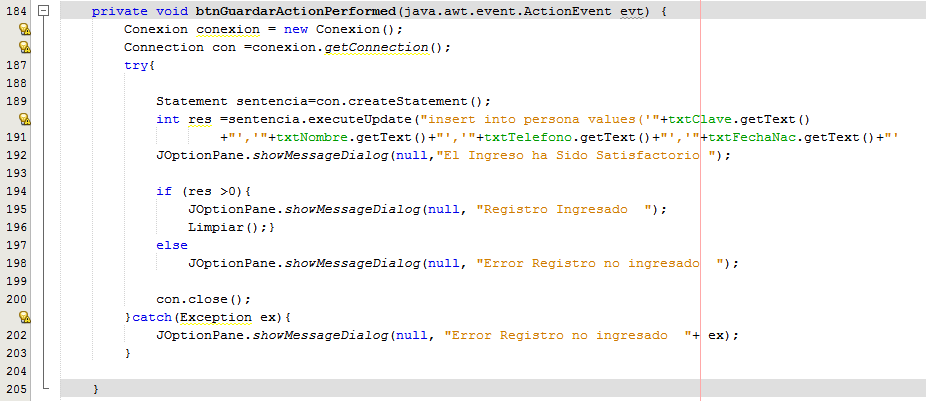 184 private void btnGuardarActionPerformed(java.awt.event.ActionEvent evt) {
Conexion conexion = new Conexion();
Connection con =conexion.getConnection();
187 try{
188
189 Statement sentencia=con.createStatement();
int res =sentencia.executeUpdate("insert into persona values('"+txtClave.getText()
191 +"','"+txtNombre.getText()+"','"+txtTelefono.getText()+"','"+txtFechaNac.getText()+"'
192 JOptionPane.showMessageDialog(null,"El Ingreso ha Sido Satisfactorio ");
193
194 if (res >0){
195 JOptionPane.showMessageDialog(null, "Registro Ingresado  ");
196 Limpiar();}
197 else
198 JOptionPane.showMessageDialog(null, "Error Registro no ingresado  ");
199
200 con.close();
}catch(Exception ex){
202 JOptionPane.showMessageDialog(null, "Error Registro no ingresado  "+ ex);
203 }
204
205 }